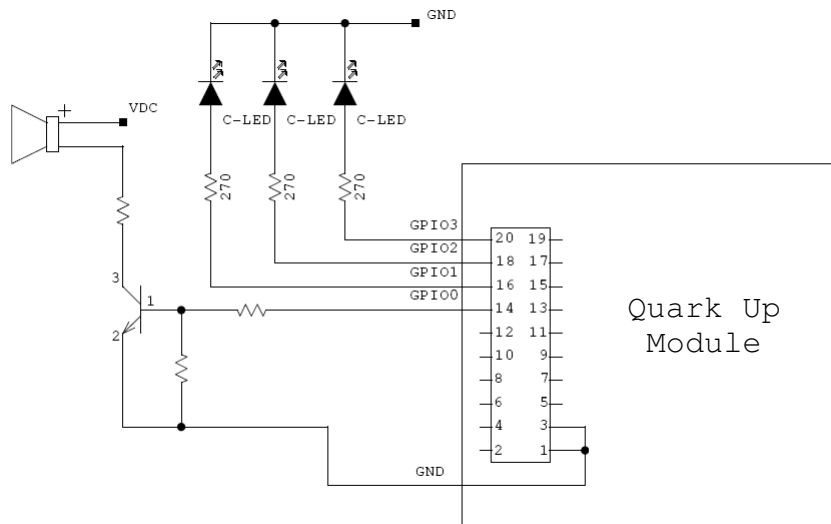 GND
+
VDC
C-LED C-LED C-LED
270 270 270
GPIO3
20 19
GPIO2
18 17
GPIO1
16 15
3
GPIO0
1
14 13
Quark Up
Module
2
12 11
10 9
8 7
6 5
4 3
2 1
GND